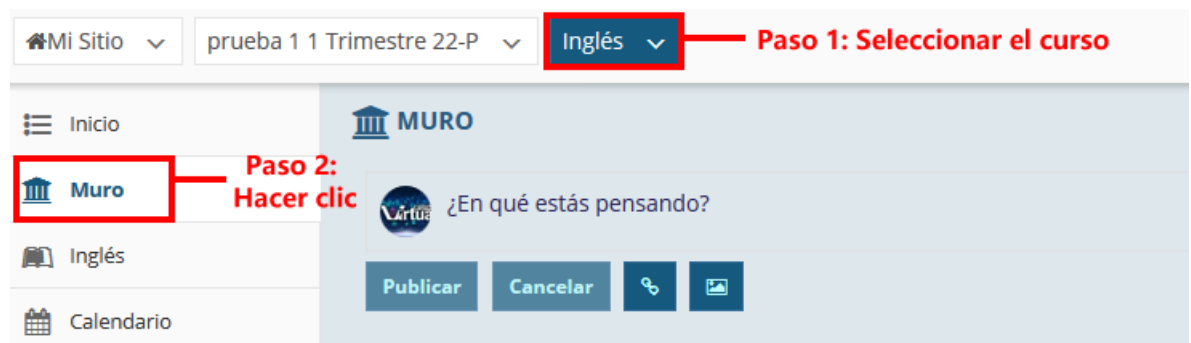 Mi Sitio
prueba 1 1 Trimestre 22-P
Inglés
Paso 1: Seleccionar el curso
Inicio
MURO
Muro
Paso 2:
Hacer clic
¿En qué estás pensando?
Inglés
Publicar
Cancelar
Calendario